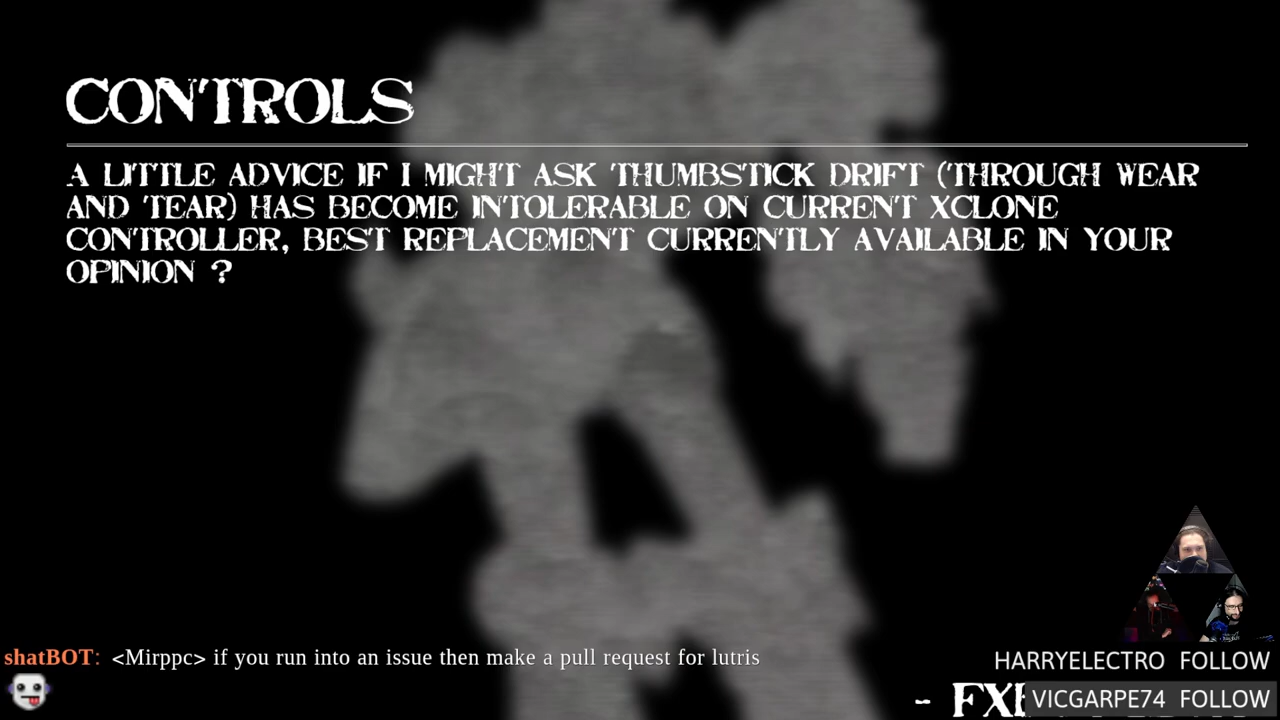 CONTROLS
A LITTLE ADVICE IF I MIGHT ASK THUMBSTICK DRIFT (THROUGH WEAR
AND TEAR) HAS BECOME INTOLERABLE ON CURRENT XCLONE
CONTROLLER, BEST REPLACEMENT CURRENTLY AVAILABLE IN YOUR
OPINION ?
shatBOT: <Mirppc> if you run into an issue then make a pull request for lutris
HARRYELECTRO FOLLOW
VICGARPE74 FOLLOW